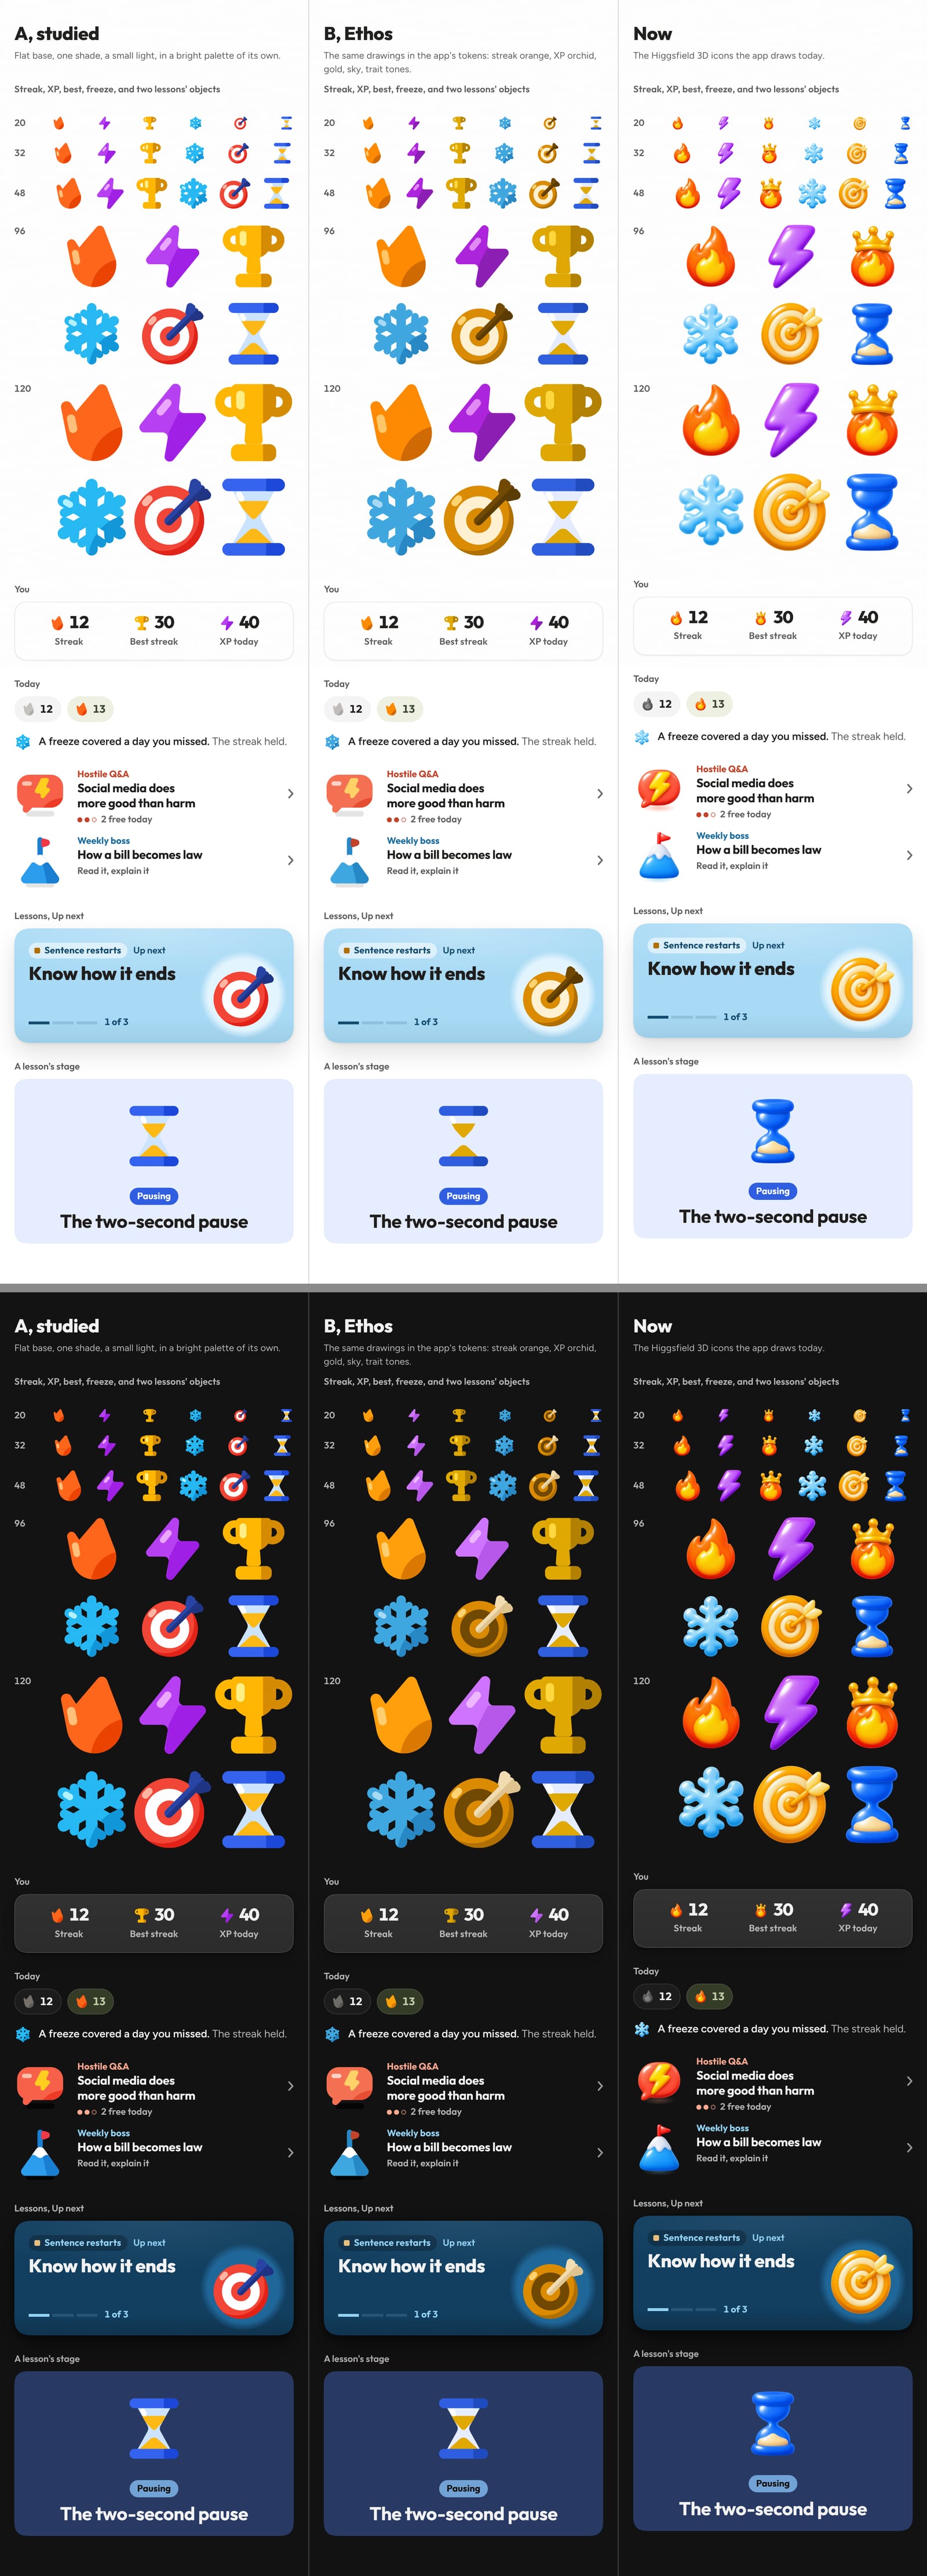 A, studied
Flat base, one shade, a small light, in a bright palette of its own.
Streak, XP, best, freeze, and two lessons' objects
20
32
48
96
120
You
12
30
40
Streak
Best streak
XP today
Today
12
13
A freeze covered a day you missed. The streak held.
Hostile Q&A
Social media does
more good than harm
2 free today
Weekly boss
How a bill becomes law
Read it, explain it
Lessons, Up next
Sentence restarts
Up next
Know how it ends
1 of 3
A lesson's stage
Pausing
The two-second pause
B, Ethos
The same drawings in the app's tokens: streak orange, XP orchid,
gold, sky, trait tones.
Streak, XP, best, freeze, and two lessons' objects
20
32
48
96
120
You
12
30
40
Streak
Best streak
XP today
Today
12
13
A freeze covered a day you missed. The streak held.
Hostile Q&A
Social media does
more good than harm
2 free today
Weekly boss
How a bill becomes law
Read it, explain it
Lessons, Up next
Sentence restarts
Up next
Know how it ends
1 of 3
A lesson's stage
Pausing
The two-second pause
Now
The Higgsfield 3D icons the app draws today.
Streak, XP, best, freeze, and two lessons' objects
20
32
48
96
120
You
12
30
40
Streak
Best streak
XP today
Today
12
13
A freeze covered a day you missed. The streak held.
Hostile Q&A
Social media does
more good than harm
2 free today
Weekly boss
How a bill becomes law
Read it, explain it
Lessons, Up next
Sentence restarts
Up next
Know how it ends
1 of 3
A lesson's stage
Pausing
The two-second pause
A, studied
Flat base, one shade, a small light, in a bright palette of its own.
Streak, XP, best, freeze, and two lessons' objects
20
32
48
96
120
You
12
30
40
Streak
Best streak
XP today
Today
12
13
A freeze covered a day you missed. The streak held.
Hostile Q&A
Social media does
more good than harm
2 free today
Weekly boss
How a bill becomes law
Read it, explain it
Lessons, Up next
Sentence restarts
Up next
Know how it ends
1 of 3
A lesson's stage
Pausing
The two-second pause
B, Ethos
The same drawings in the app's tokens: streak orange, XP orchid,
gold, sky, trait tones.
Streak, XP, best, freeze, and two lessons' objects
20
32
48
96
120
You
12
30
40
Streak
Best streak
XP today
Today
12
13
A freeze covered a day you missed. The streak held.
Hostile Q&A
Social media does
more good than harm
2 free today
Weekly boss
How a bill becomes law
Read it, explain it
Lessons, Up next
Sentence restarts
Up next
Know how it ends
1 of 3
A lesson's stage
Pausing
The two-second pause
Now
The Higgsfield 3D icons the app draws today.
Streak, XP, best, freeze, and two lessons' objects
20
32
48
96
120
You
12
30
40
Streak
Best streak
XP today
Today
12
13
A freeze covered a day you missed. The streak held.
Hostile Q&A
Social media does
more good than harm
2 free today
Weekly boss
How a bill becomes law
Read it, explain it
Lessons, Up next
Sentence restarts
Up next
Know how it ends
1 of 3
A lesson's stage
Pausing
The two-second pause